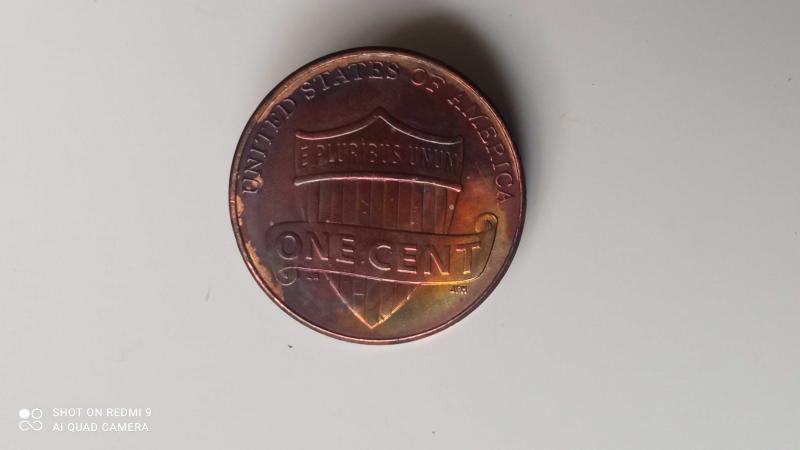 UNITED STATES OF AMERICA
E PLURIBUS UNUM
ONE CENT
SHOT ON REDMI 9
AI QUAD CAMERA